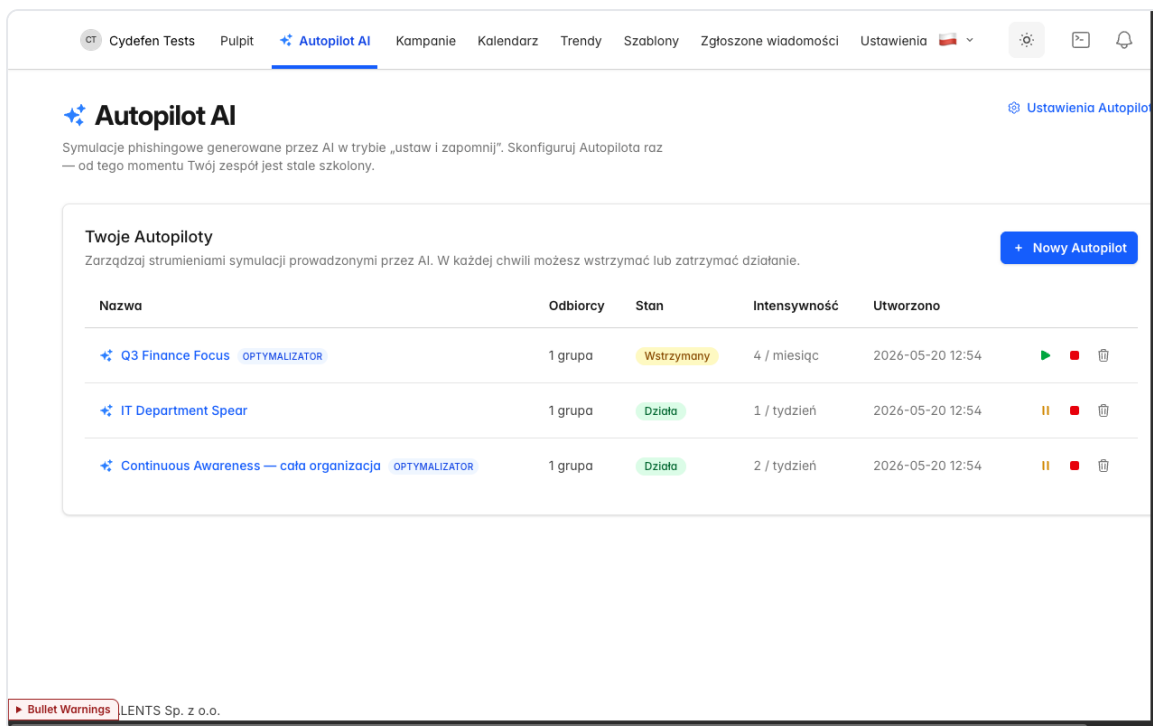 CT Cydefen Tests Pulpit Autopilot AI Kampanie Kalendarz Trendy Szablony Zgłoszone wiadomości Ustawienia
Autopilot AI
Ustawienia Autopilot
Symulacje phishingowe generowane przez AI w trybie „ustaw i zapomnij”. Skonfiguruj Autopilota raz
— od tego momentu Twój zespół jest stale szkolony.
Twoje Autopiloty
Zarządzaj strumieniami symulacji prowadzonymi przez AI. W każdej chwili możesz wstrzymać lub zatrzymać działanie.
+ Nowy Autopilot
Nazwa Odbiorcy Stan Intensywność Utworzono
Q3 Finance Focus OPTYMALIZATOR 1 grupa Wstrzymany 4 / miesiąc 2026-05-20 12:54
IT Department Spear 1 grupa Działa 1 / tydzień 2026-05-20 12:54
Continuous Awareness — cała organizacja OPTYMALIZATOR 1 grupa Działa 2 / tydzień 2026-05-20 12:54
Bullet Warnings LENTS Sp. z o.o.